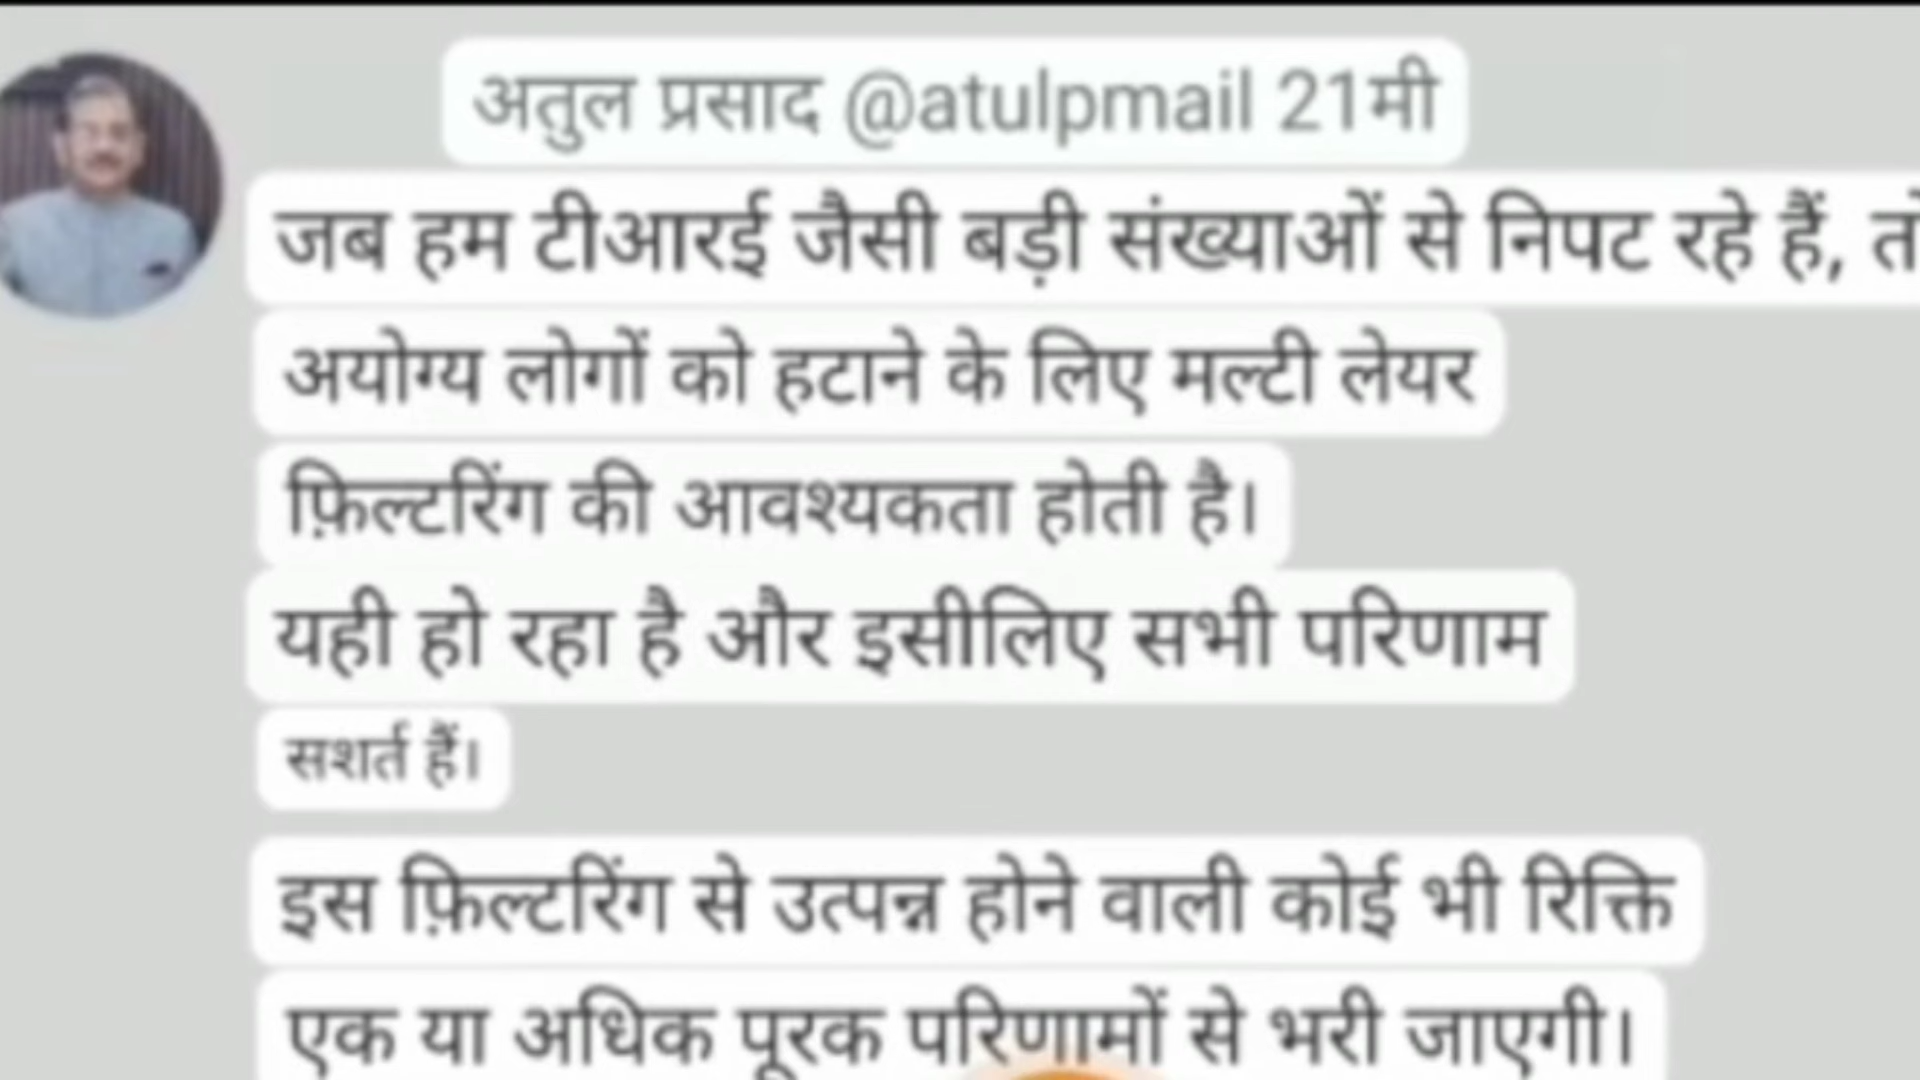 अतुल प्रसाद @atulpmail 21मी
जब हम टीआरई जैसी बड़ी संख्याओं से निपट रहे हैं, तो
अयोग्य लोगों को हटाने के लिए मल्टी लेयर
फ़िल्टरिंग की आवश्यकता होती है।
यही हो रहा है और इसीलिए सभी परिणाम
सशर्त हैं।
इस फ़िल्टरिंग से उत्पन्न होने वाली कोई भी रिक्ति
एक या अधिक पूरक परिणामों से भरी जाएगी।